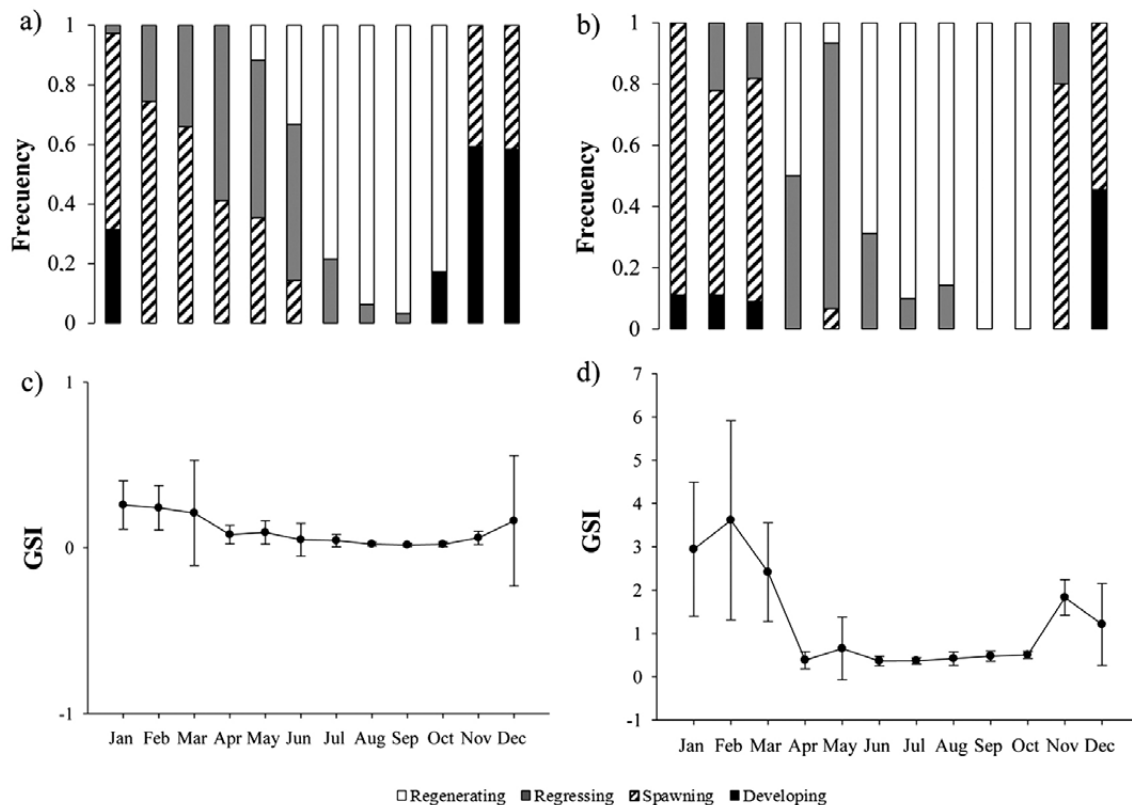 a)
Frecuency
1
0.8
0.6
0.4
0.2
0
b)
Frecuency
1
0.8
0.6
0.4
0.2
0
c)
GSI
1
0
-1
Jan Feb Mar Apr May Jun Jul Aug Sep Oct Nov Dec
d)
GSI
7
6
5
4
3
2
1
0
-1
Jan Feb Mar Apr May Jun Jul Aug Sep Oct Nov Dec
Regenerating Regressing Spawning Developing